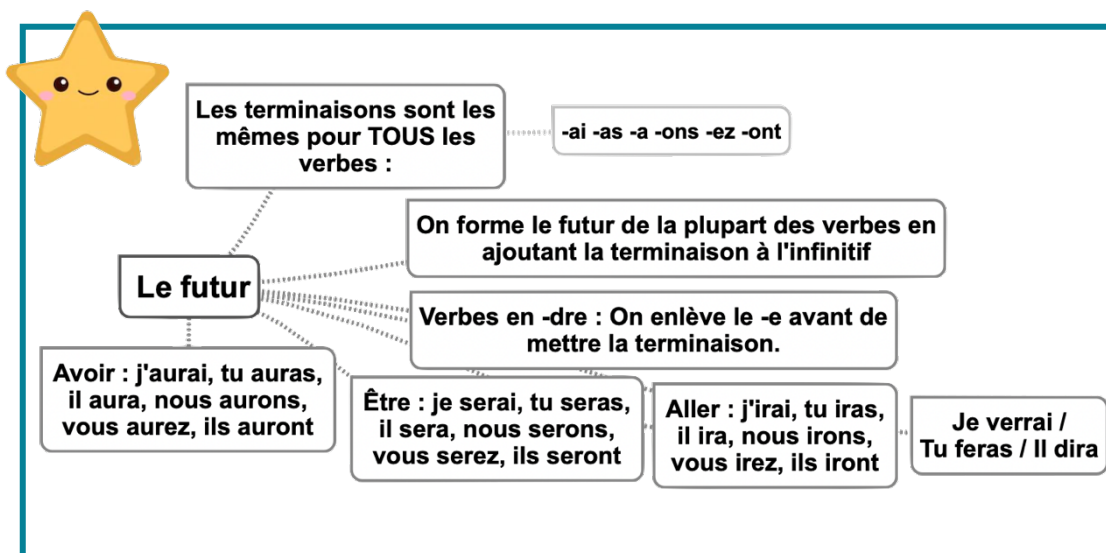 Les terminaisons sont les
mêmes pour TOUS les
verbes :
-ai -as -a -ons -ez -ont
On forme le futur de la plupart des verbes en
ajoutant la terminaison à l'infinitif
Le futur
Verbes en -dre : On enlève le -e avant de
mettre la terminaison.
Avoir : j'aurai, tu auras,
il aura, nous aurons,
vous aurez, ils auront
Être : je serai, tu seras,
il sera, nous serons,
vous serez, ils seront
Aller : j'irai, tu iras,
il ira, nous irons,
vous irez, ils iront
Je verrai /
Tu feras / Il dira